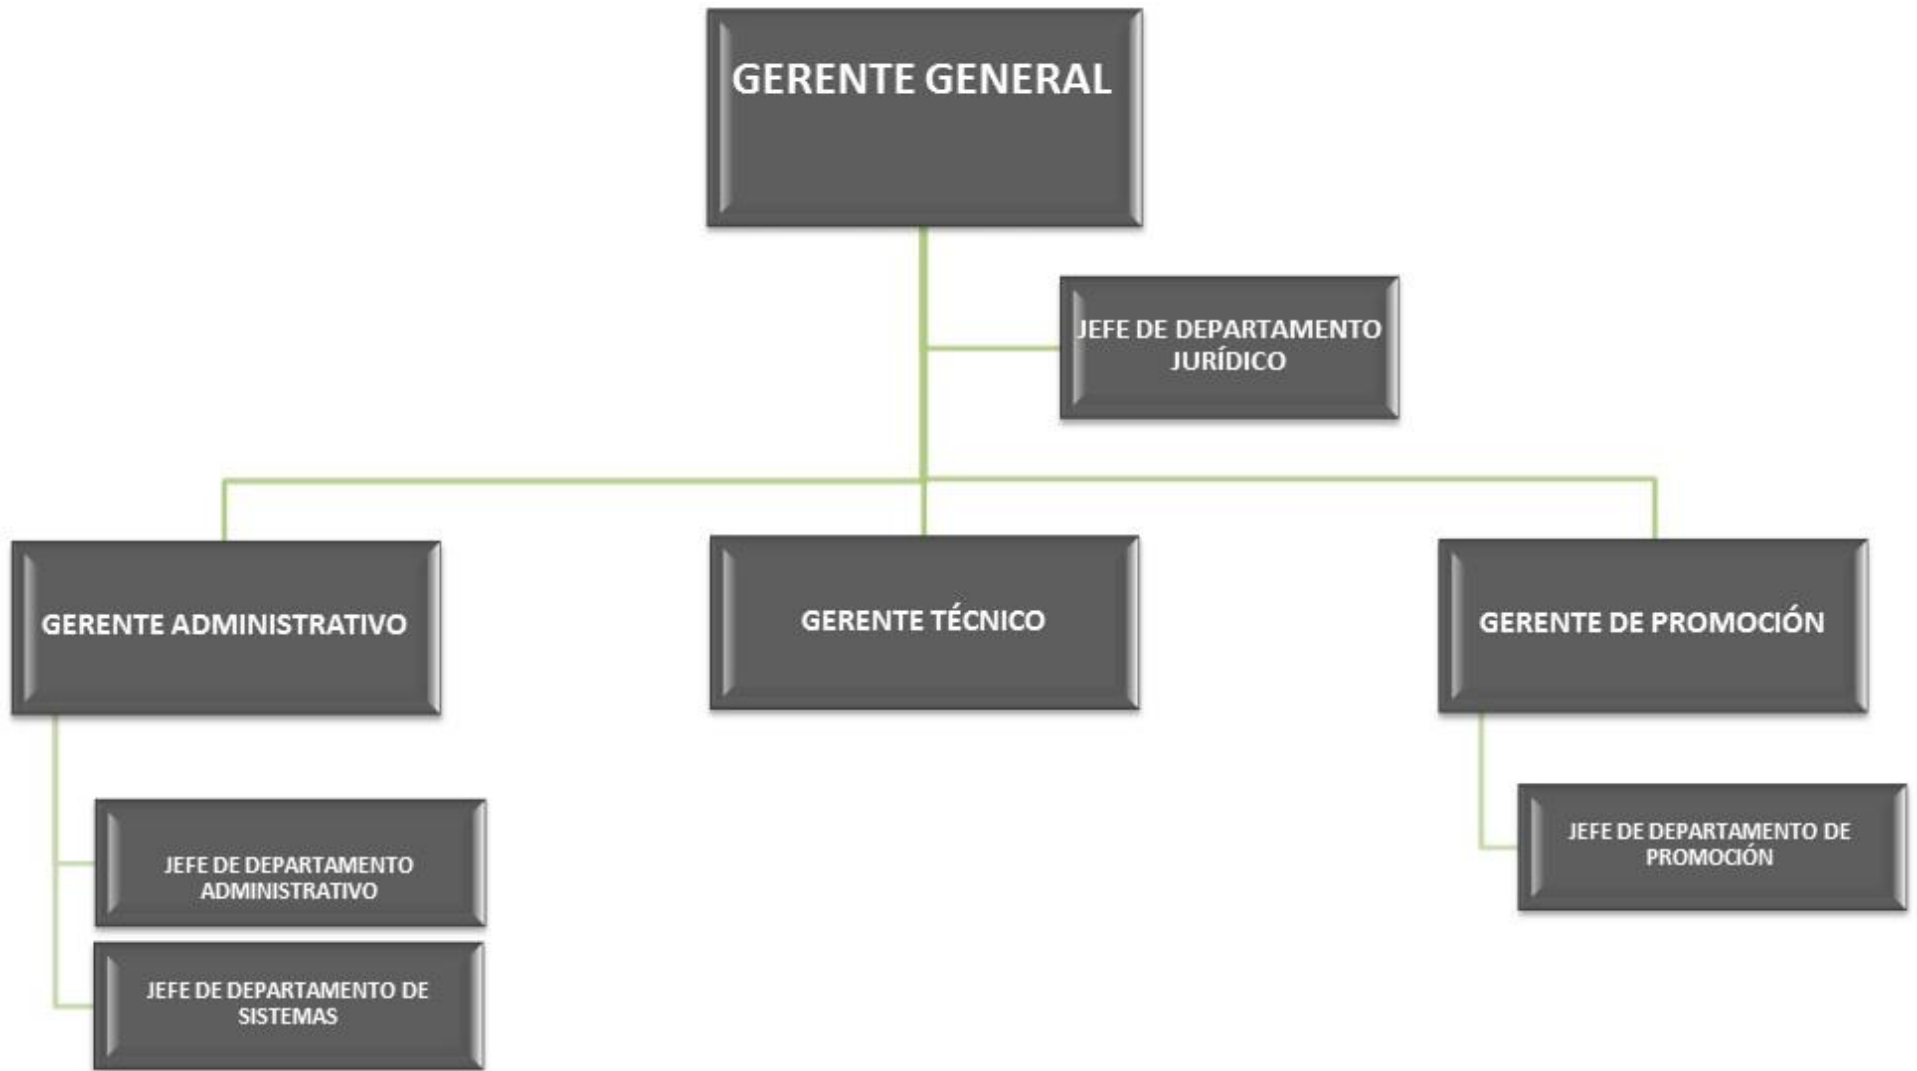 GERENTE GENERAL
JEFE DE DEPARTAMENTO
JURÍDICO
GERENTE ADMINISTRATIVO
GERENTE TÉCNICO
GERENTE DE PROMOCIÓN
JEFE DE DEPARTAMENTO
ADMINISTRATIVO
JEFE DE DEPARTAMENTO DE
SISTEMAS
JEFE DE DEPARTAMENTO DE
PROMOCIÓN